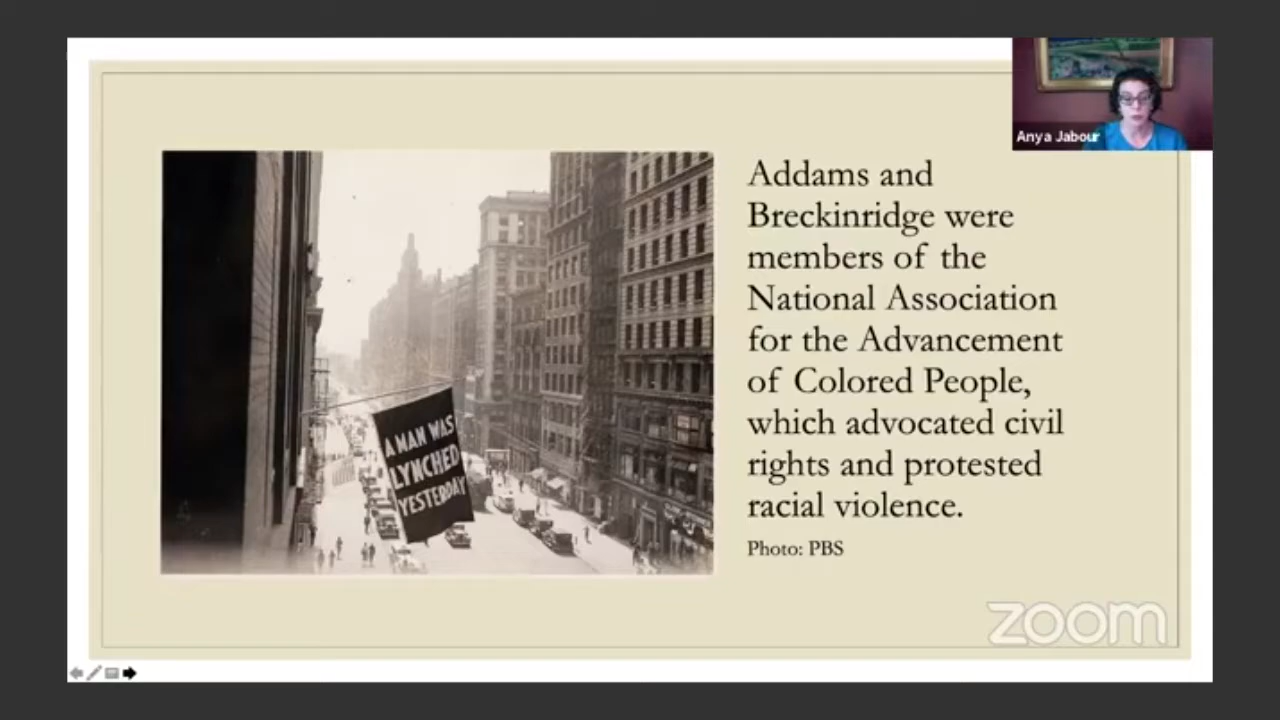 Anya Jabour
Addams and
Breckinridge were
members of the
National Association
for the Advancement
of Colored People,
which advocated civil
rights and protested
racial violence.
Photo: PBS
A MAN WAS
LYNCHED
YESTERDAY
zoom